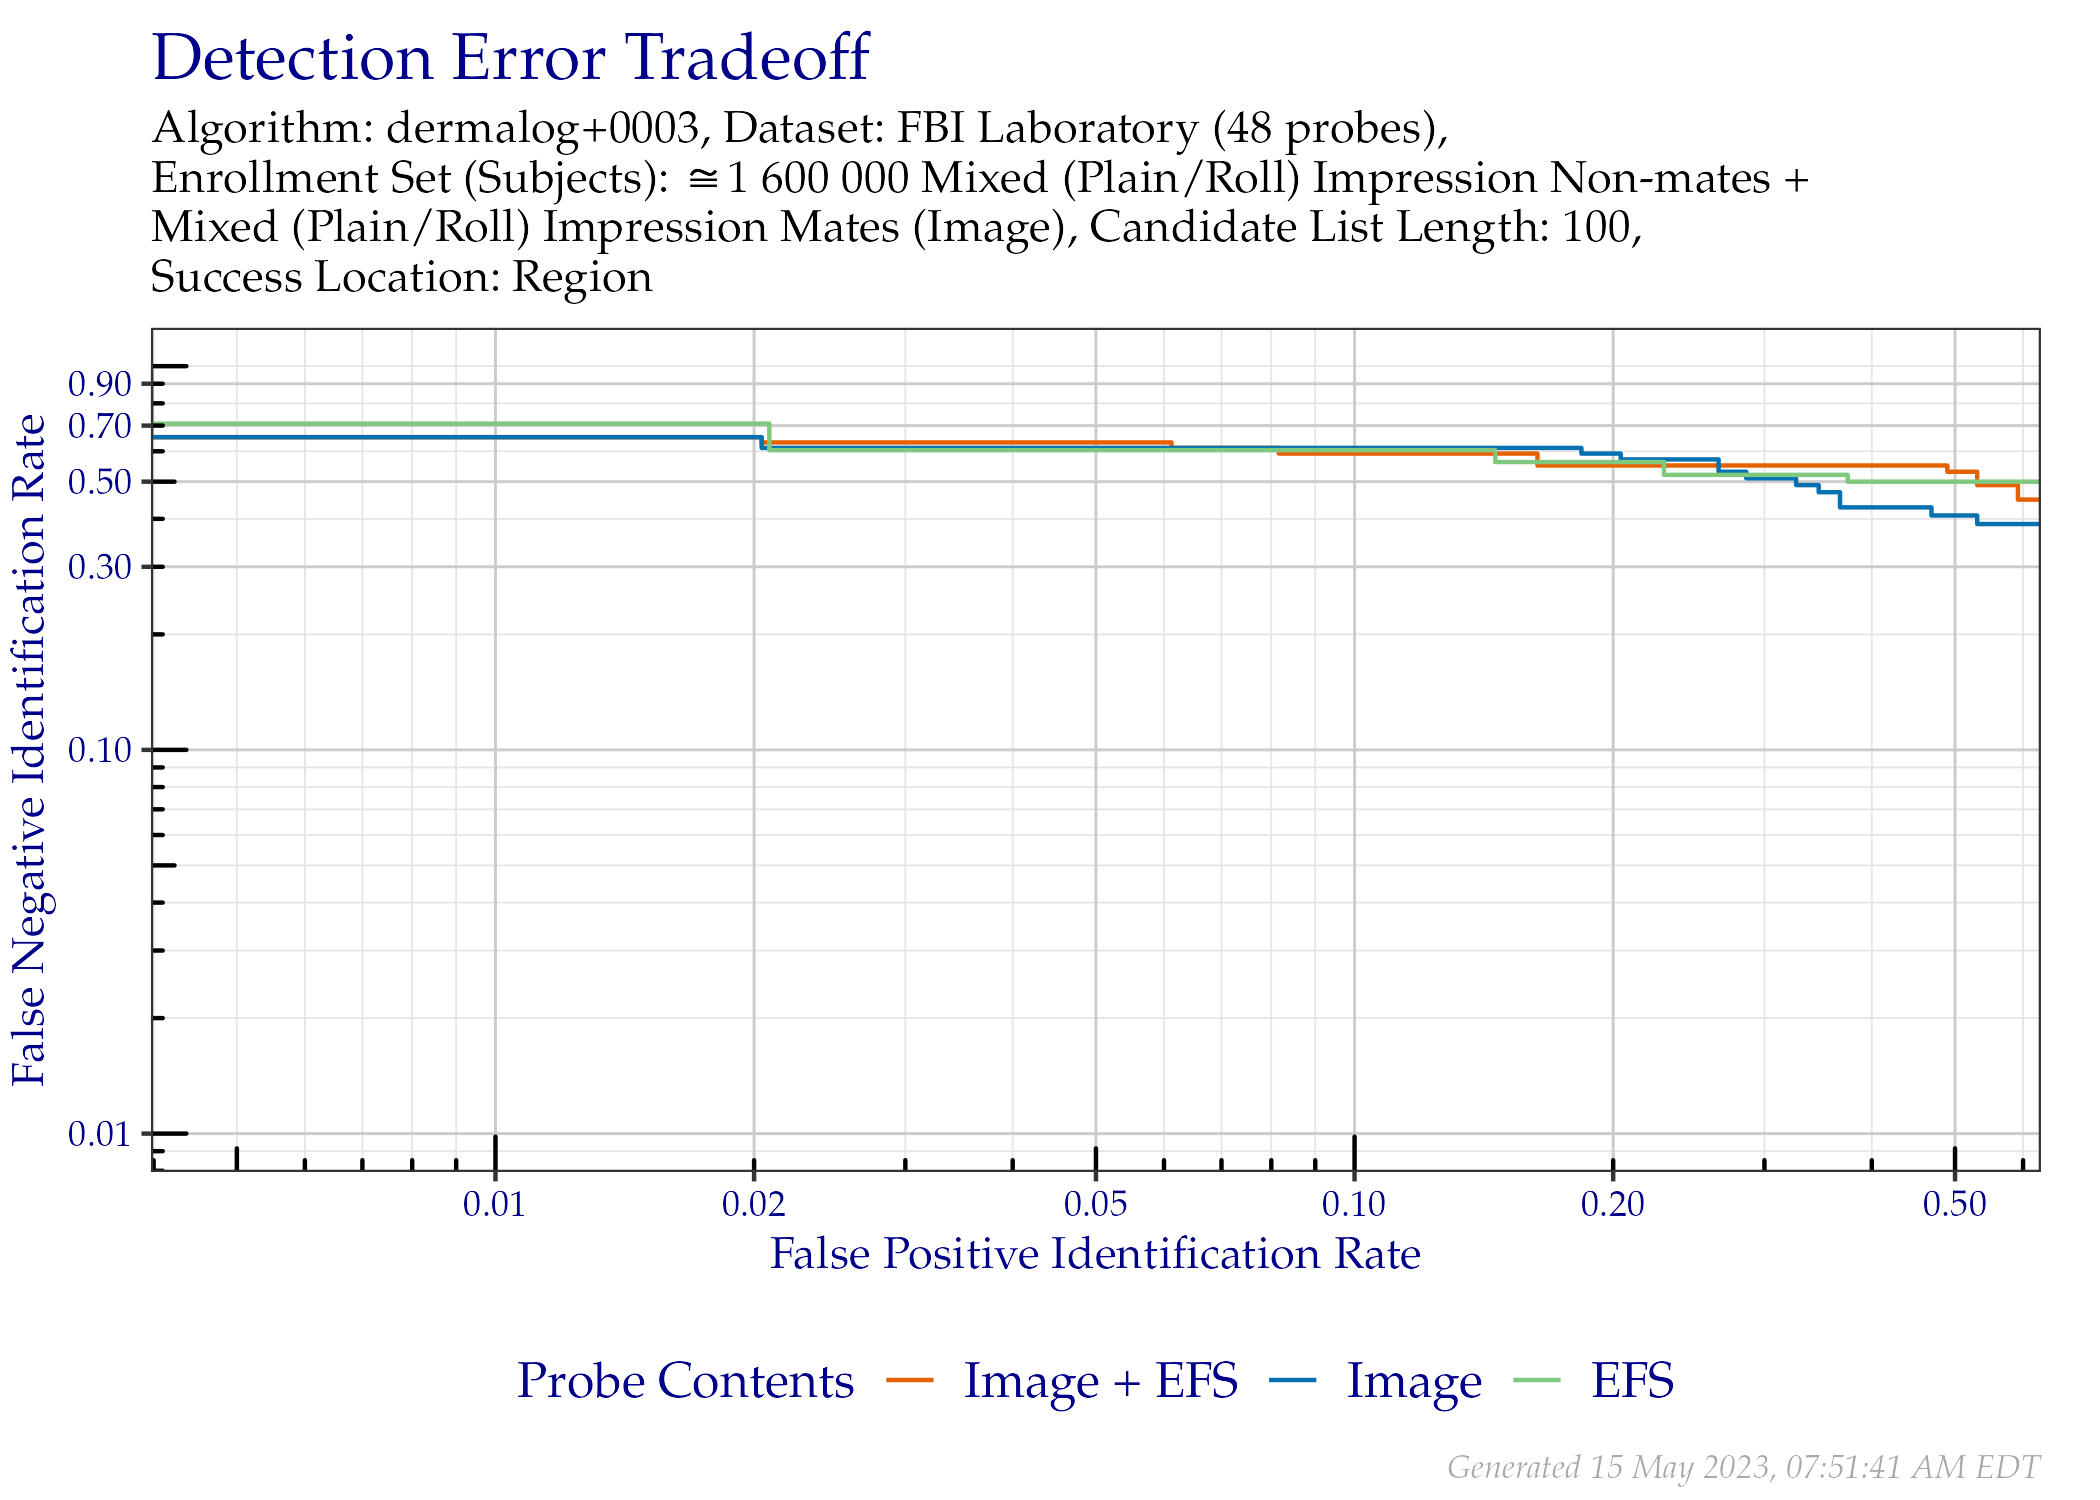 Detection Error Tradeoff
Algorithm: dermalog+0003, Dataset: FBI Laboratory (48 probes),
Enrollment Set (Subjects): ≅1 600 000 Mixed (Plain/Roll) Impression Non-mates +
Mixed (Plain/Roll) Impression Mates (Image), Candidate List Length: 100,
Success Location: Region
False Negative Identification Rate
0.90
0.70
0.50
0.30
0.10
0.01
0.01 0.02 0.05 0.10 0.20 0.50
False Positive Identification Rate
Probe Contents Image + EFS Image EFS
Generated 15 May 2023, 07:51:41 AM EDT